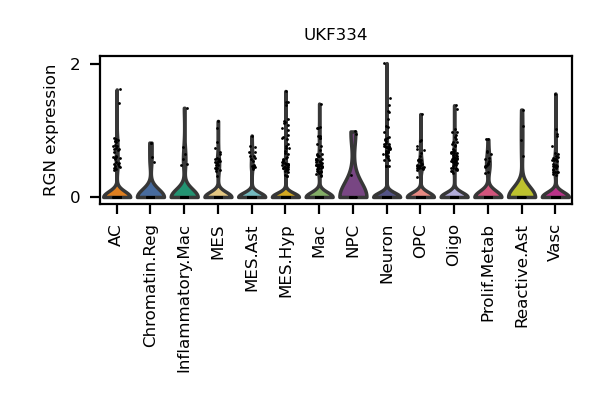 UKF334
RGN expression
2
0
AC
Chromatin.Reg
Inflammatory.Mac
MES
MES.Ast
MES.Hyp
Mac
NPC
Neuron
OPC
Oligo
Prolif.Metab
Reactive.Ast
Vasc